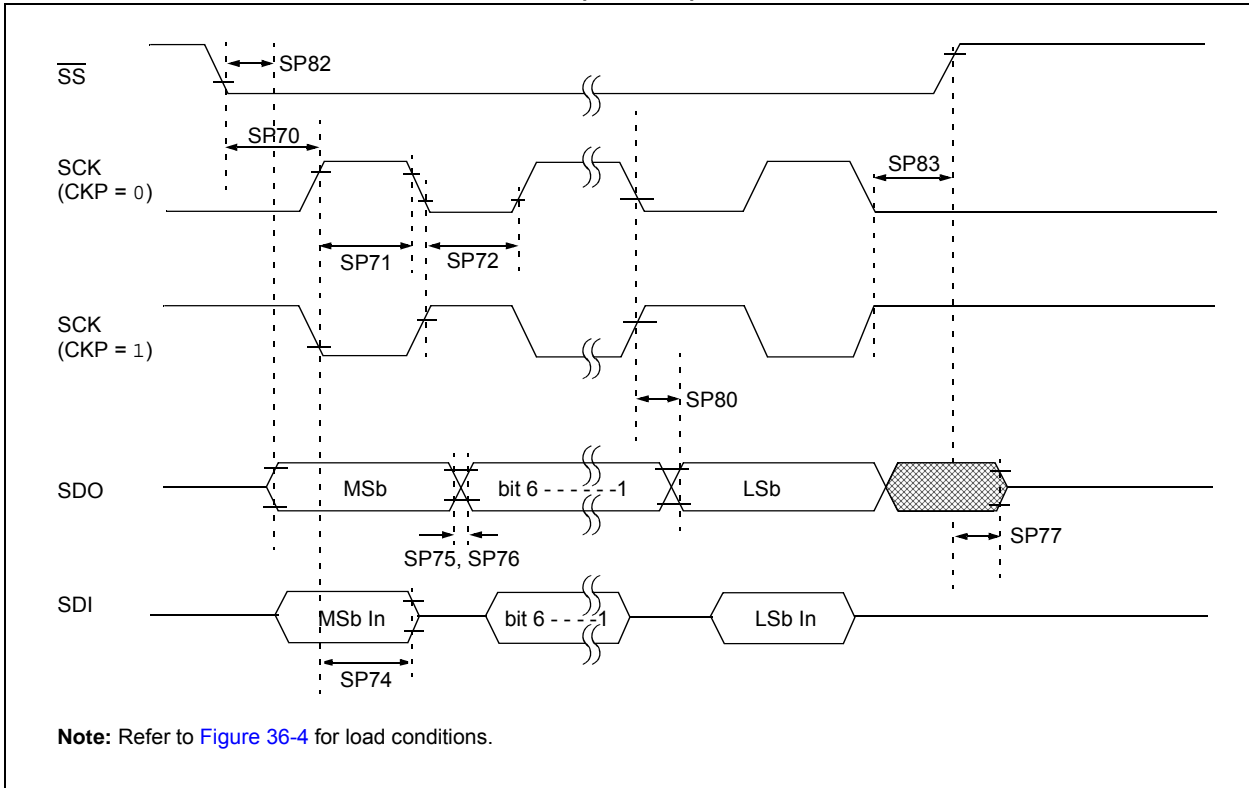 SP82
SS
SP70
SCK
(CKP = 0)
SP83
SP71
SP72
SCK
(CKP = 1)
SP80
SDO
MSb
bit 6 - - - - - -1
LSb
SP77
SP75, SP76
SDI
MSb In
bit 6 - - - -1
LSb In
SP74
Note: Refer to Figure 36-4 for load conditions.